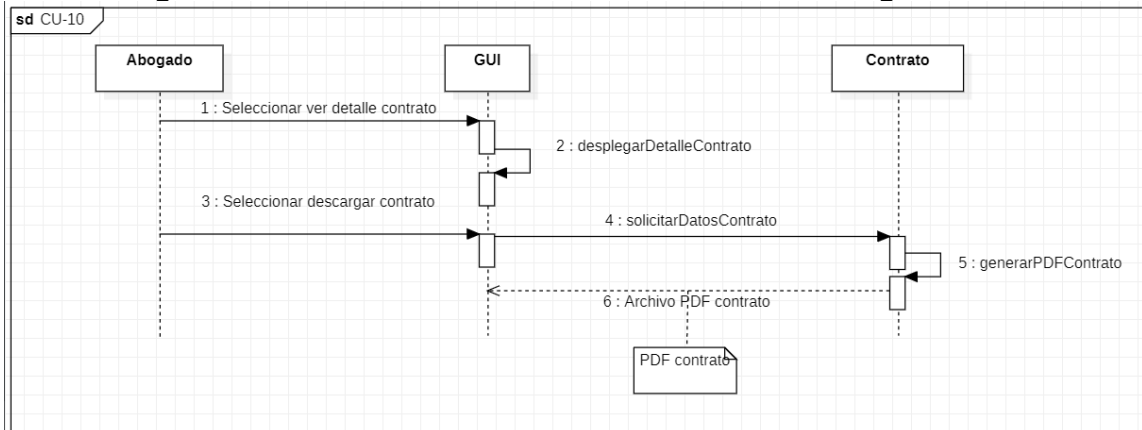 sd CU-10
Abogado
GUI
Contrato
1 : Seleccionar ver detalle contrato
2 : desplegarDetalleContrato
3 : Seleccionar descargar contrato
4 : solicitarDatosContrato
5 : generarPDFContrato
6 : Archivo PDF contrato
PDF contrato